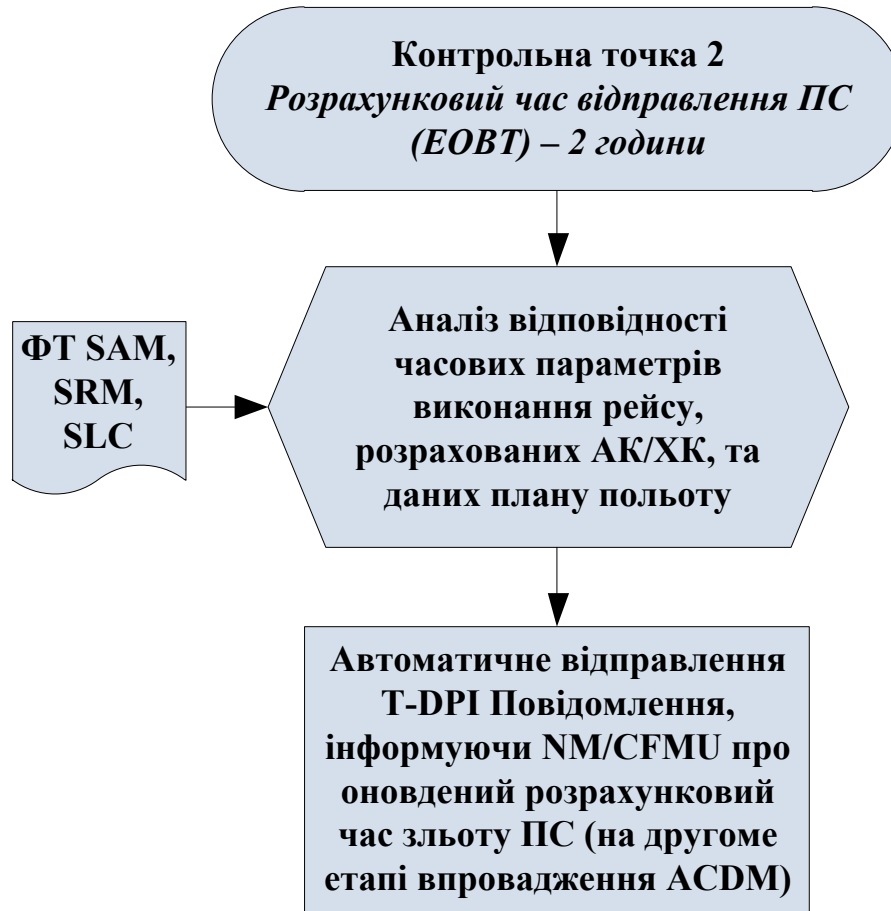 Контрольна точка 2
Розрахунковий час відправлення ПС
(EOBT) – 2 години
ФТ SAM,
SRM,
SLC
Аналіз відповідності
часових параметрів
виконання рейсу,
розрахованих АК/ХК, та
даних плану польоту
Автоматичне відправлення
T-DPI Повідомлення,
інформуючи NM/CFMU про
оновдений розрахунковий
час зльоту ПС (на другоме
етапі впровадження ACDM)